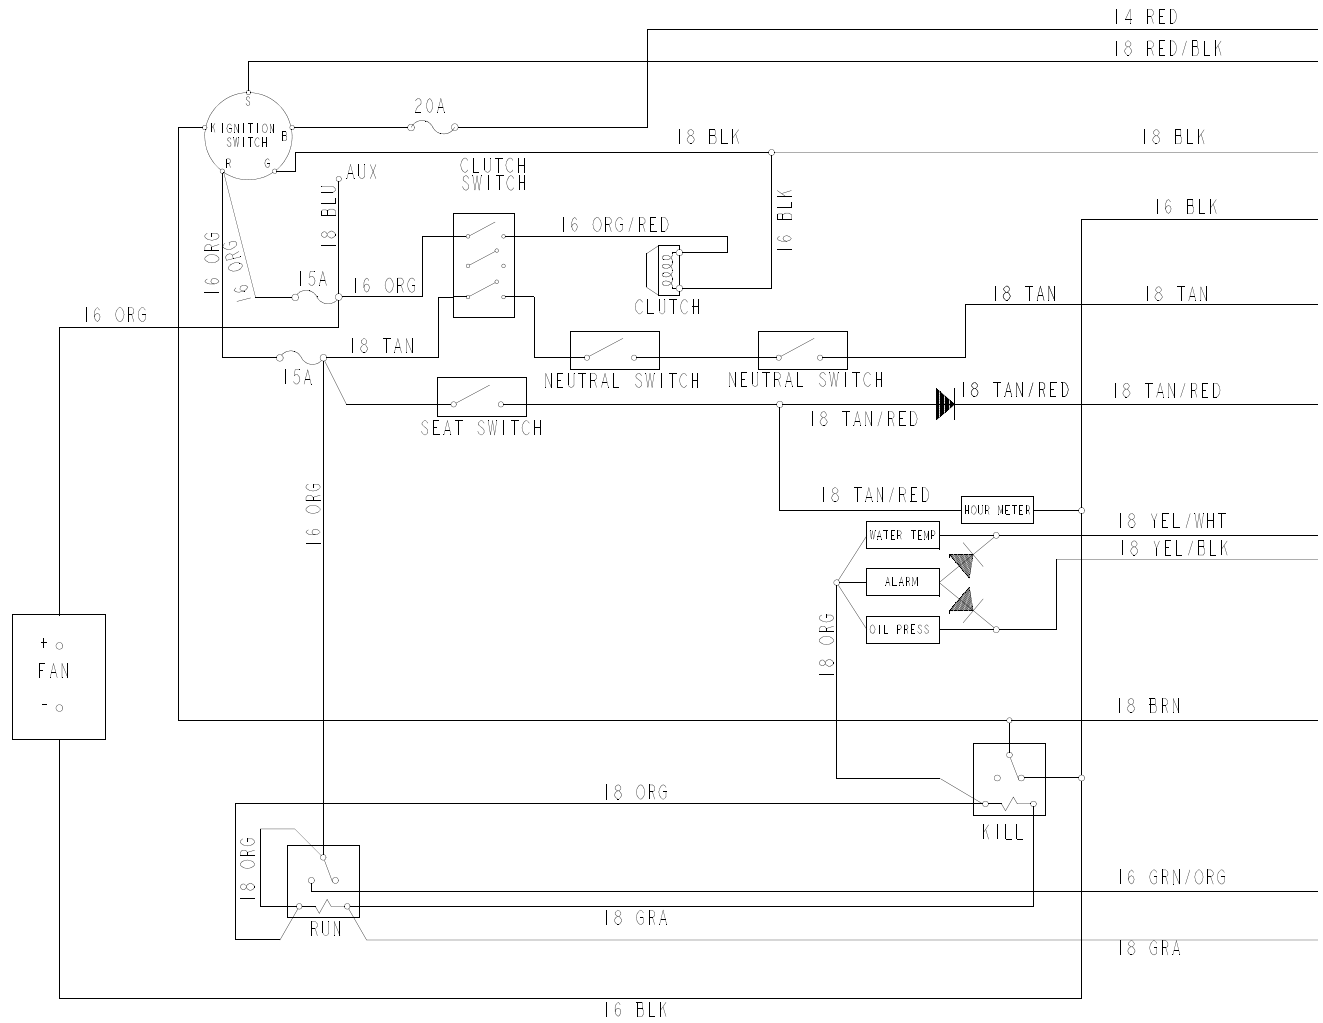 14 RED
18 RED/BLK
S
20A
K IGNITION B
SWITCH
R G
18 BLK
18 BLK
AUX
CLUTCH
SWITCH
18 BLU
16 BLK
16 BLK
16 ORG/RED
16 ORG
16 ORG
15A
16 ORG
18 TAN
18 TAN
CLUTCH
16 ORG
18 TAN
15A
NEUTRAL SWITCH
NEUTRAL SWITCH
18 TAN/RED
18 TAN/RED
18 TAN/RED
SEAT SWITCH
16 ORG
18 TAN/RED
HOUR METER
18 YEL/WHT
WATER TEMP
18 YEL/BLK
ALARM
OIL PRESS
18 ORG
+
FAN
-
18 BRN
18 ORG
KILL
18 ORG
16 GRN/ORG
18 GRA
RUN
18 GRA
16 BLK